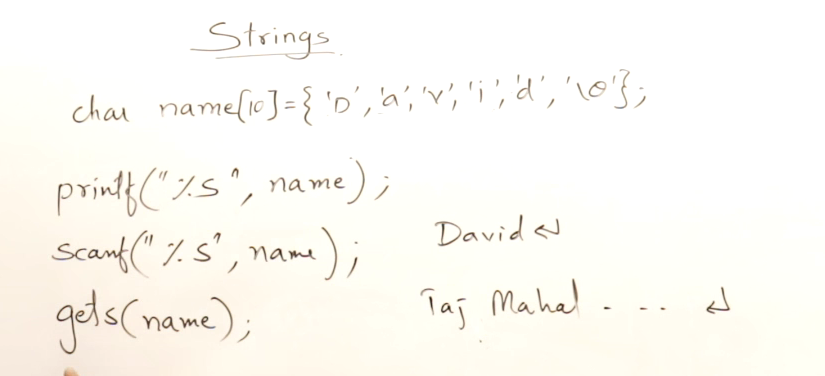 Strings
char name[10]={ 'D','a','v','i','d','\0'};
printf("%s", name);
scanf("%s", name);
David ↵
gets(name);
Taj Mahal - - - ↵